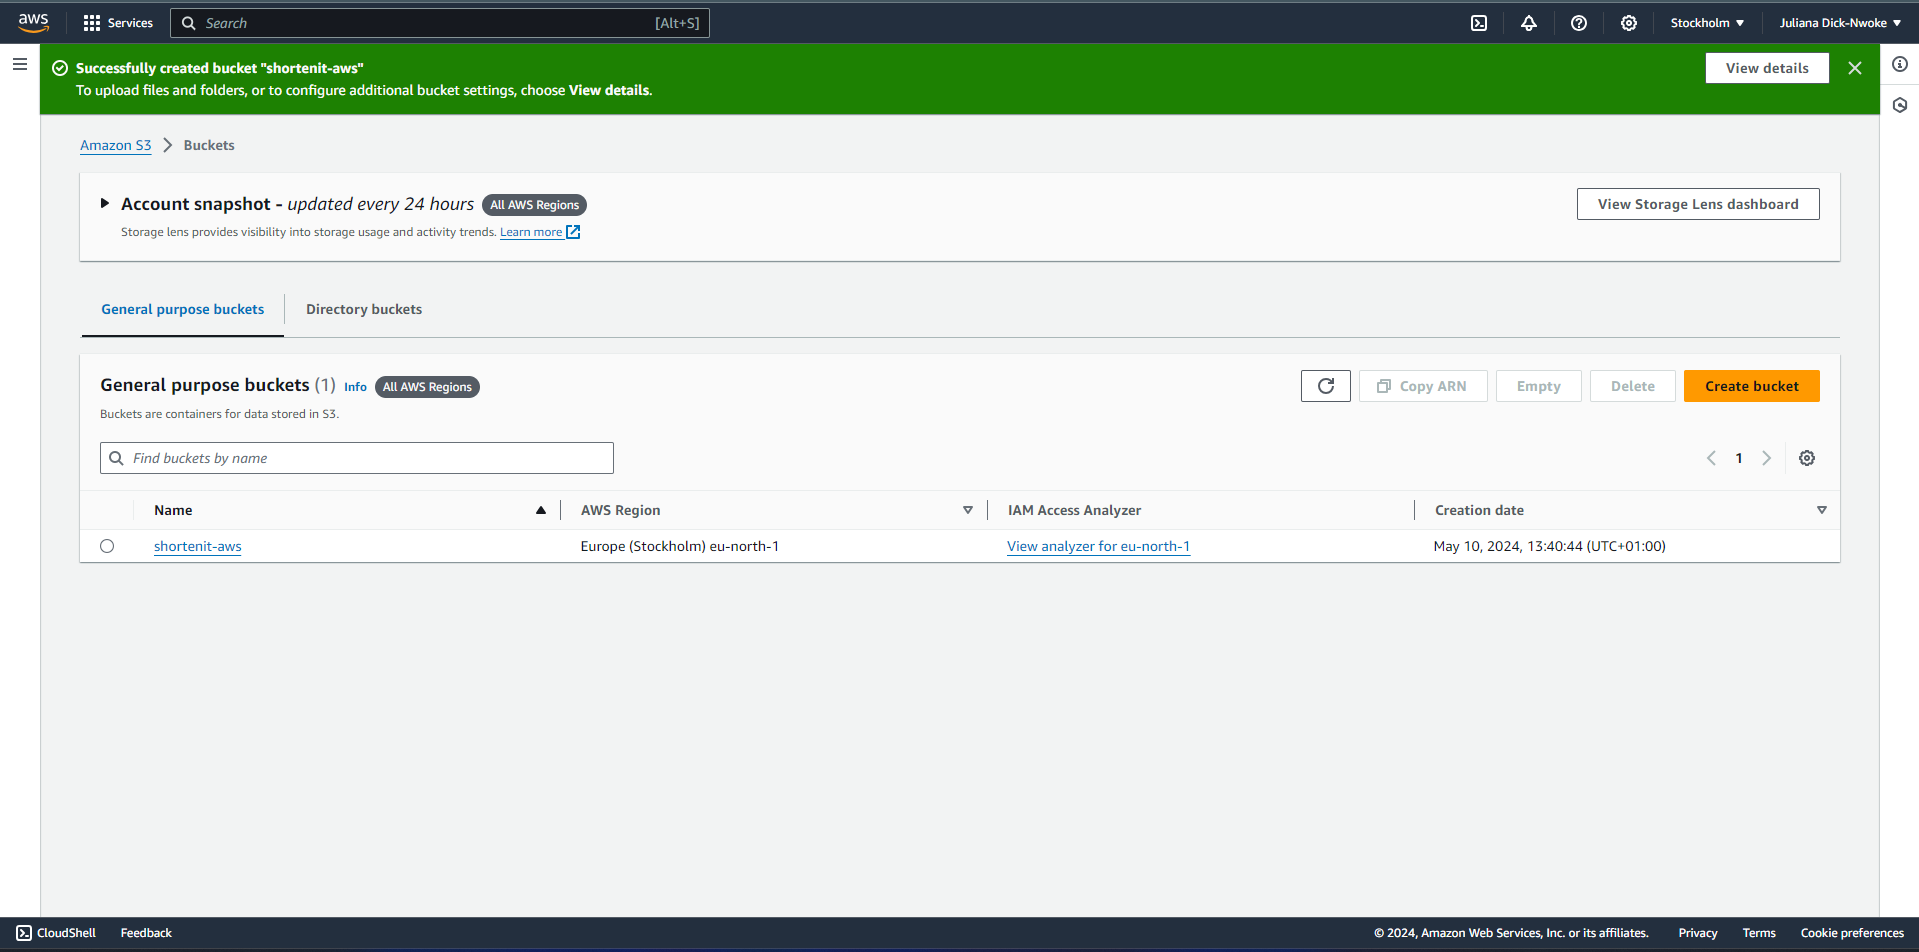 aws
Services
Search [Alt+S]
Stockholm
Juliana Dick-Nwoke
Successfully created bucket "shortenit-aws"
To upload files and folders, or to configure additional bucket settings, choose View details.
View details
Amazon S3 > Buckets
Account snapshot - updated every 24 hours All AWS Regions
Storage lens provides visibility into storage usage and activity trends. Learn more
View Storage Lens dashboard
General purpose buckets
Directory buckets
General purpose buckets (1) Info All AWS Regions
Buckets are containers for data stored in S3.
Copy ARN
Empty
Delete
Create bucket
Find buckets by name
1
Name AWS Region IAM Access Analyzer Creation date
shortenit-aws Europe (Stockholm) eu-north-1 View analyzer for eu-north-1 May 10, 2024, 13:40:44 (UTC+01:00)
CloudShell Feedback © 2024, Amazon Web Services, Inc. or its affiliates. Privacy Terms Cookie preferences